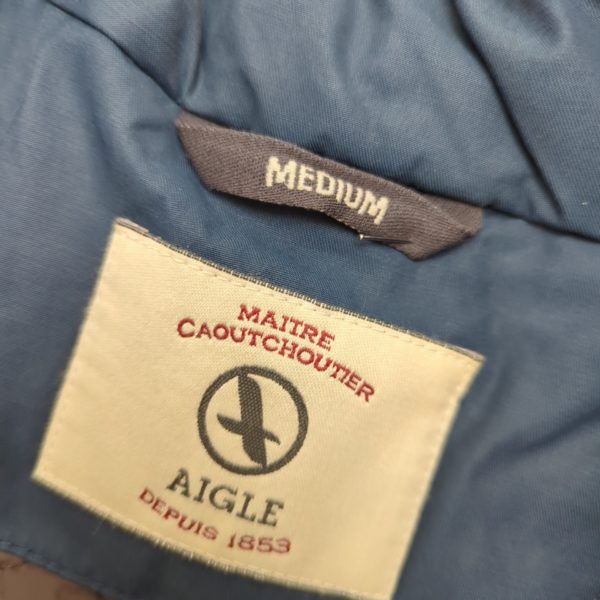 MEDIUM
MAITRE
CAOUTCHOUTIER
AIGLE
DEPUIS 1853